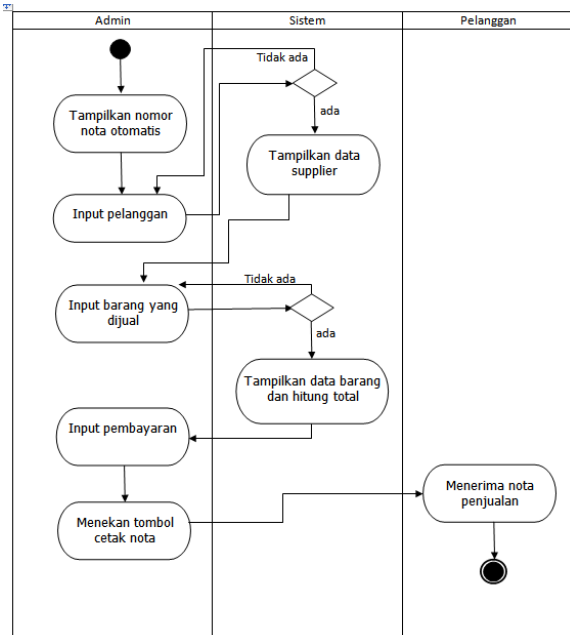 Admin
Sistem
Pelanggan
Tidak ada
ada
Tampilkan nomor
nota otomatis
Tampilkan data
supplier
Input pelanggan
Tidak ada
Input barang yang
dijual
ada
Tampilkan data barang
dan hitung total
Input pembayaran
Menerima nota
penjualan
Menekan tombol
cetak nota